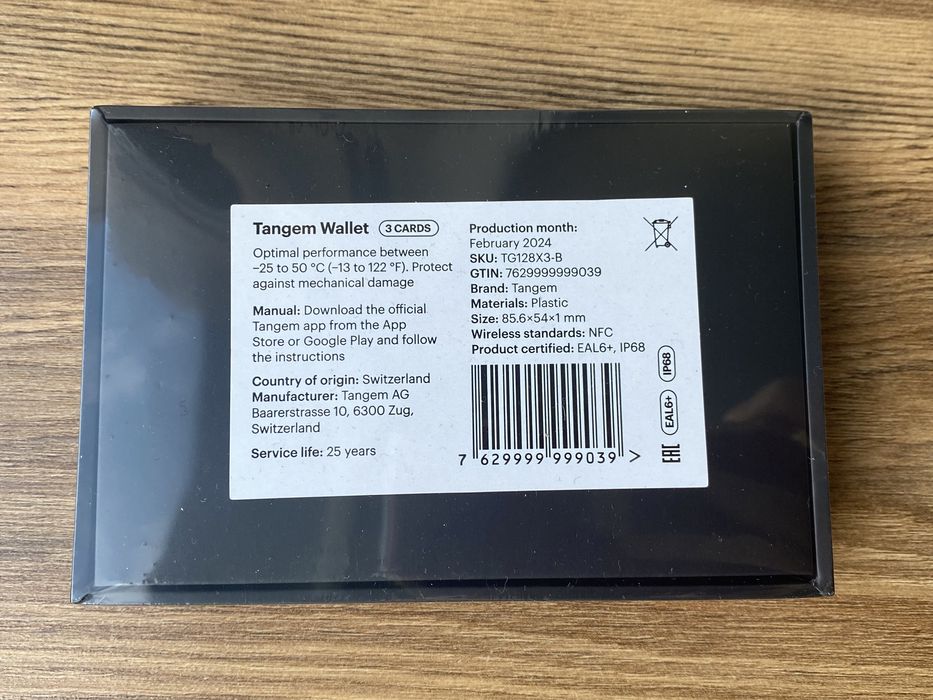 Tangem Wallet 3 CARDS
Optimal performance between
–25 to 50 °C (–13 to 122 °F). Protect
against mechanical damage
Manual: Download the official
Tangem app from the App
Store or Google Play and follow
the instructions
Country of origin: Switzerland
Manufacturer: Tangem AG
Baarerstrasse 10, 6300 Zug,
Switzerland
Service life: 25 years
Production month:
February 2024
SKU: TG128X3-B
GTIN: 7629999999039
Brand: Tangem
Materials: Plastic
Size: 85.6×54×1 mm
Wireless standards: NFC
Product certified: EAL6+, IP68
7 629999 999039 >
IP68
EAL6+
EAC